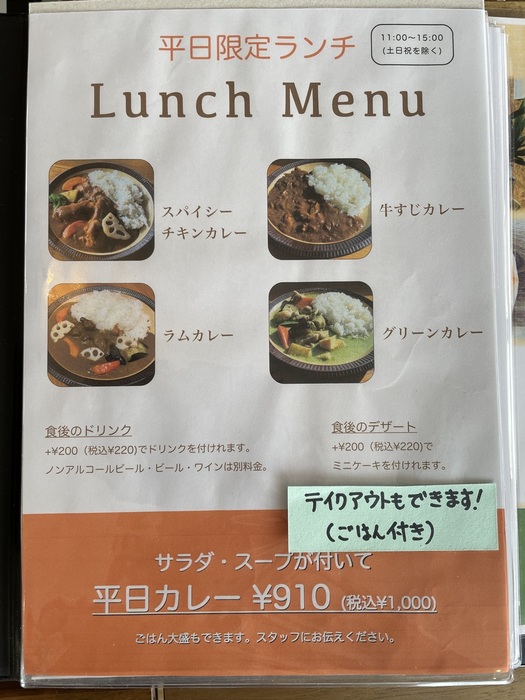 平日限定ランチ
11:00〜15:00
(土日祝を除く)
Lunch Menu
スパイシー
チキンカレー
牛すじカレー
ラムカレー
グリーンカレー
食後のドリンク
+¥200（税込¥220)でドリンクを付けれます。
ノンアルコールビール・ビール・ワインは別料金。
食後のデザート
+¥200（税込¥220)で
ミニケーキを付けれます。
テイクアウトもできます!
(ごはん付き)
サラダ・スープが付いて
平日カレー ¥910 (税込¥1,000)
ごはん大盛もできます。スタッフにお伝えください。